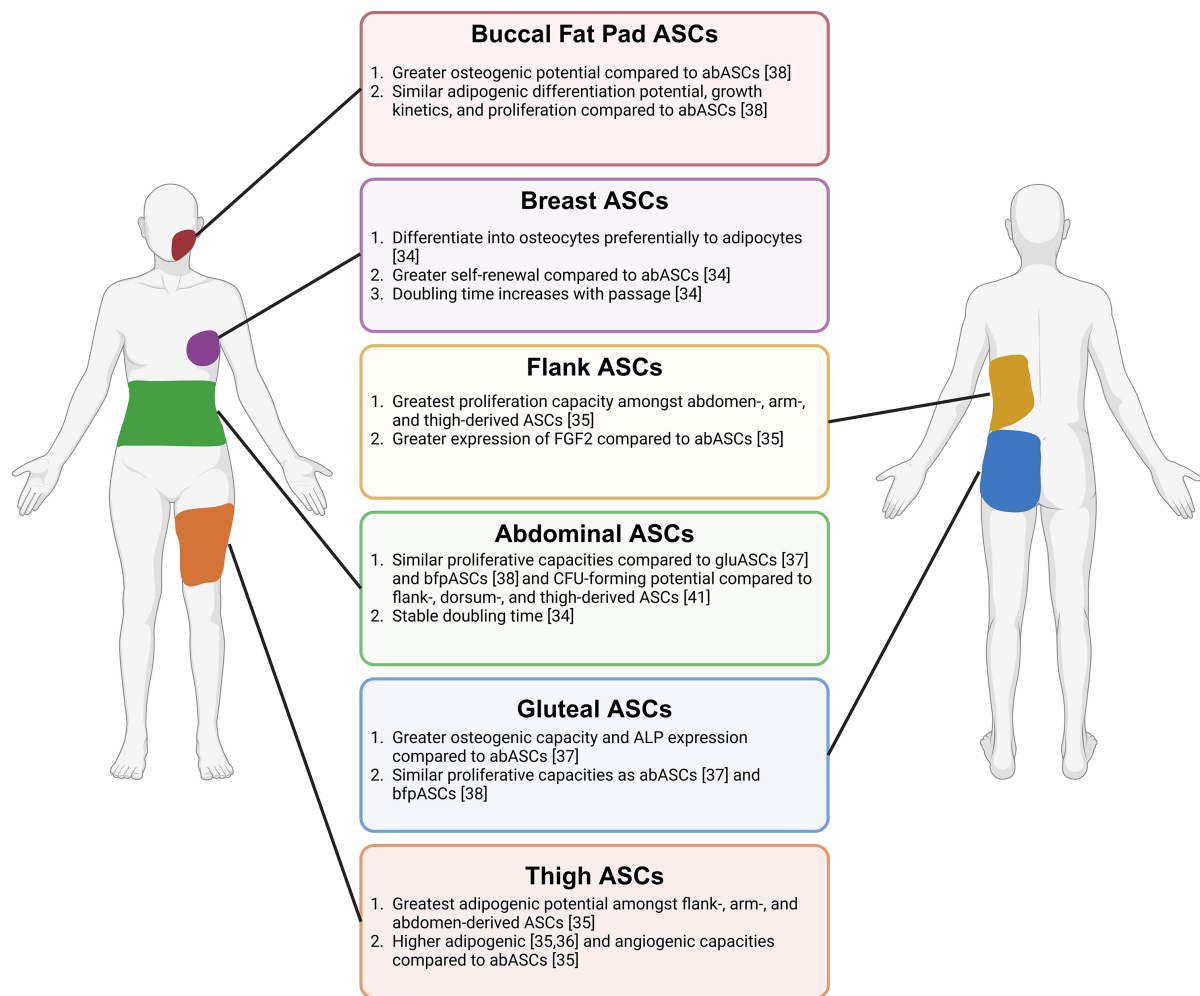 Buccal Fat Pad ASCs
1. Greater osteogenic potential compared to abASCs [38]
2. Similar adipogenic differentiation potential, growth
kinetics, and proliferation compared to abASCs [38]
Breast ASCs
1. Differentiate into osteocytes preferentially to adipocytes
[34]
2. Greater self-renewal compared to abASCs [34]
3. Doubling time increases with passage [34]
Flank ASCs
1. Greatest proliferation capacity amongst abdomen-, arm-,
and thigh-derived ASCs [35]
2. Greater expression of FGF2 compared to abASCs [35]
Abdominal ASCs
1. Similar proliferative capacities compared to gluASCs [37]
and bfpASCs [38] and CFU-forming potential compared to
flank-, dorsum-, and thigh-derived ASCs [41]
2. Stable doubling time [34]
Gluteal ASCs
1. Greater osteogenic capacity and ALP expression
compared to abASCs [37]
2. Similar proliferative capacities as abASCs [37] and
bfpASCs [38]
Thigh ASCs
1. Greatest adipogenic potential amongst flank-, arm-, and
abdomen-derived ASCs [35]
2. Higher adipogenic [35,36] and angiogenic capacities
compared to abASCs [35]